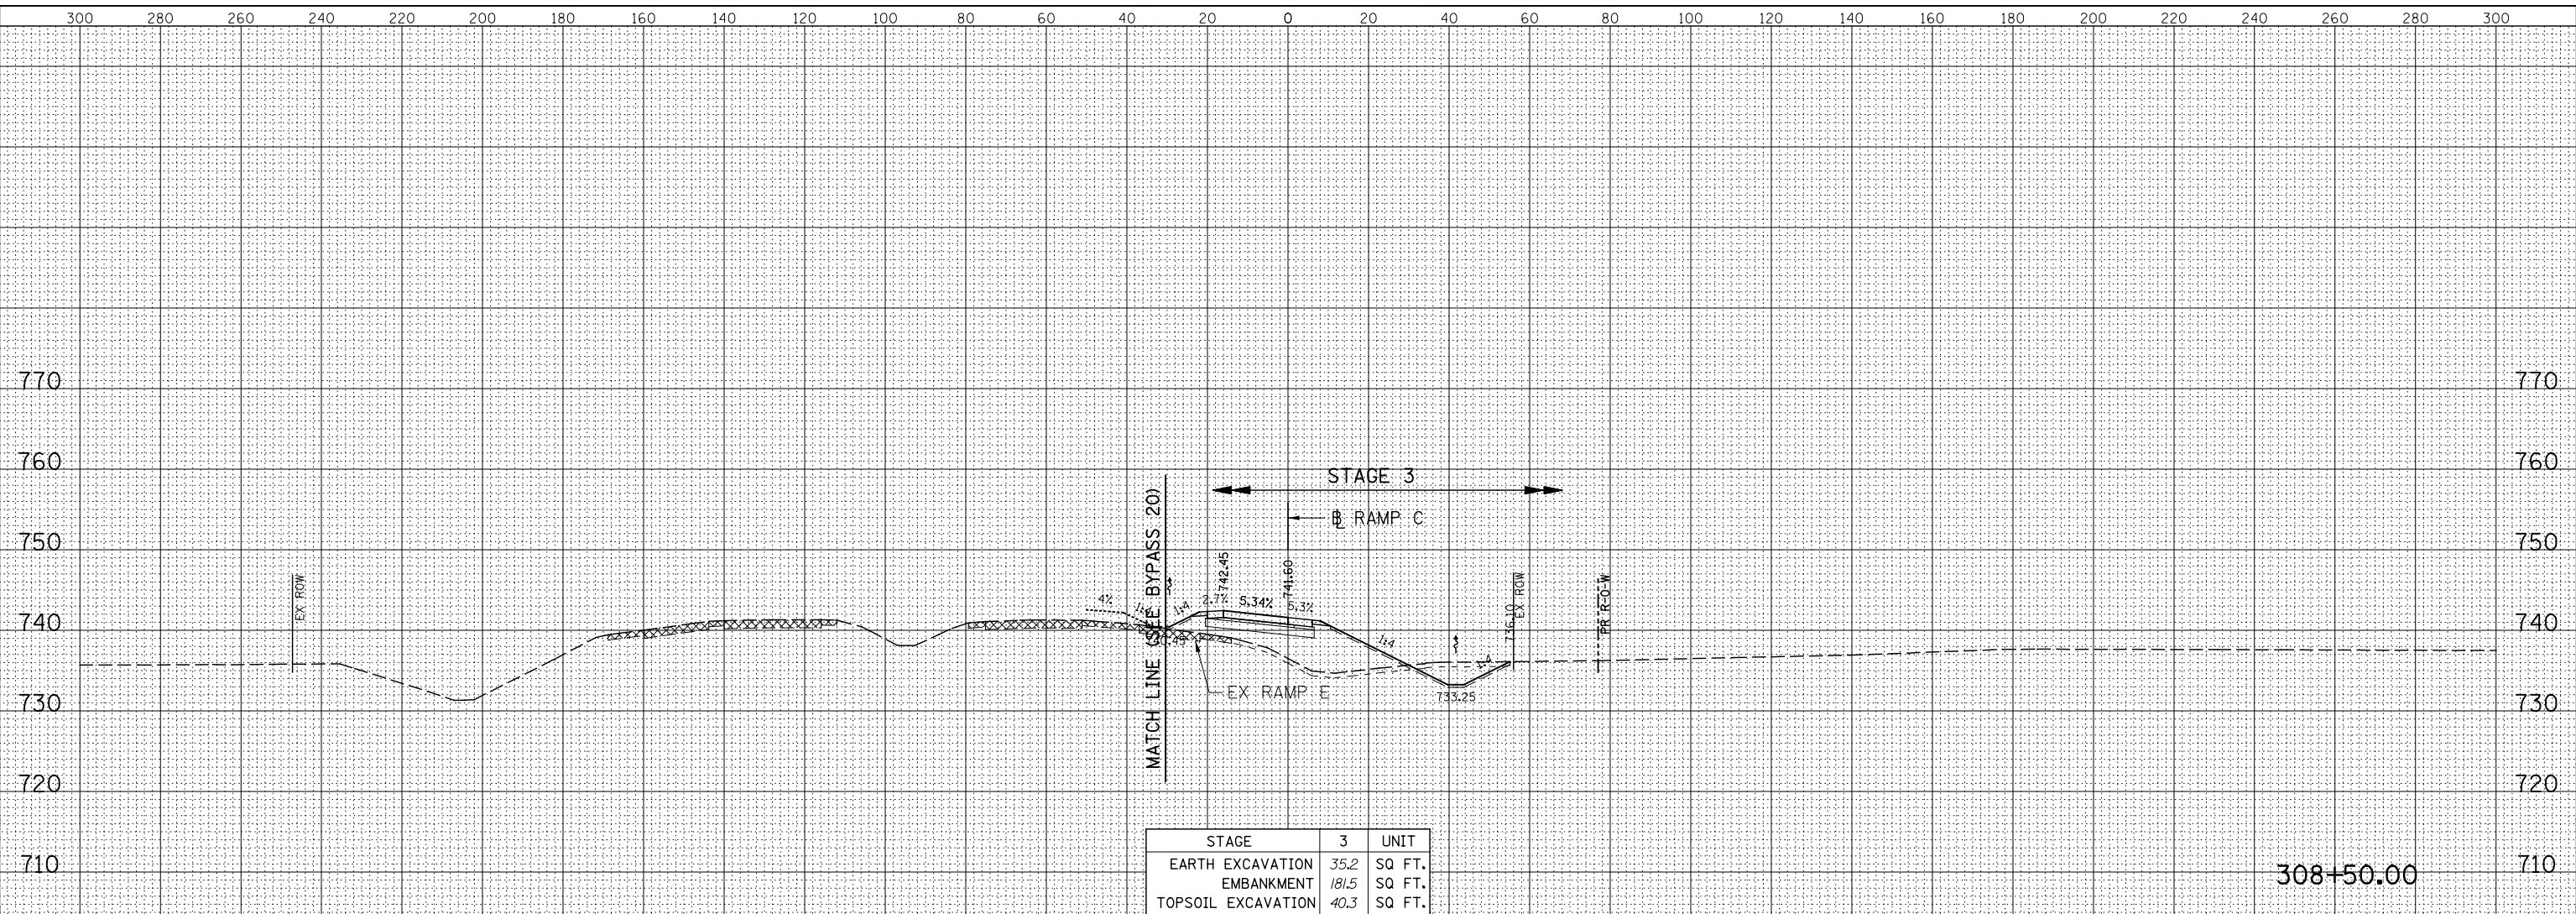 300 280 260 240 220 200 180 160 140 120 100 80 60 40 20 0 20 40 60 80 100 120 140 160 180 200 220 240 260 280 300
770 770
760 760
STAGE 3
BL RAMP C
750 750
MATCH LINE (SEE BYPASS 20)
742.45
741.60
EX ROW
EX ROW
PR R-O-W
736.10
4%
1:4
1:4
2.7%
5.34%
5.3%
740 740
1:4
1:4
EX RAMP E
733.25
730 730
720 720
STAGE 3 UNIT
EARTH EXCAVATION 35.2 SQ FT.
EMBANKMENT 181.5 SQ FT.
TOPSOIL EXCAVATION 40.3 SQ FT.
710 710
308+50.00